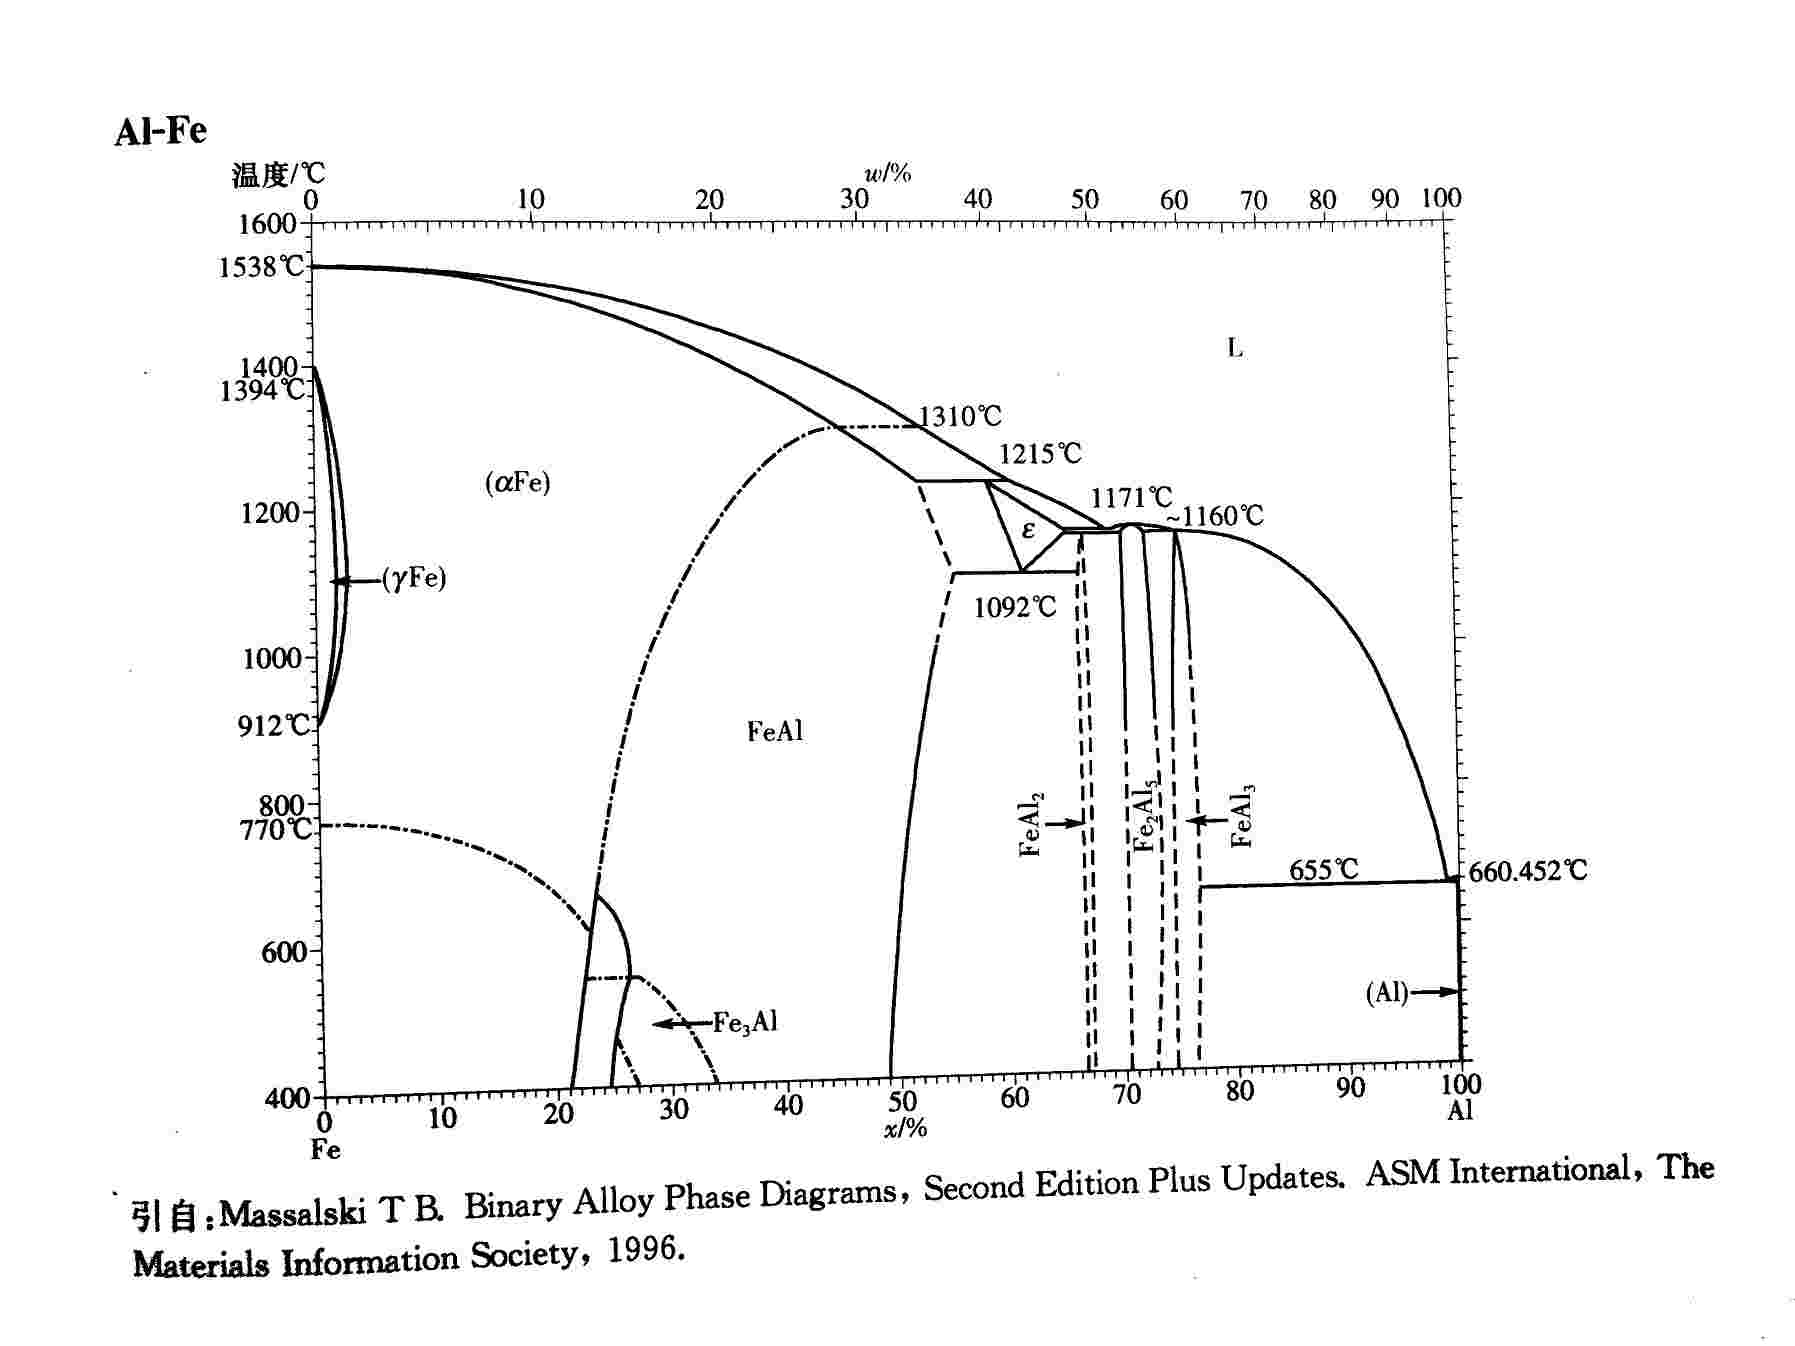 Al-Fe
温度/℃
w/%
0 10 20 30 40 50 60 70 80 90 100
1600
1538℃
L
1400
1394℃
1310℃
1215℃
(αFe)
1171℃
1200
~1160℃
ε
(γFe)
1092℃
1000
912℃
FeAl
800
770℃
FeAl₂
Fe₂Al₅
FeAl₃
655℃
660.452℃
600
(Al)
Fe₃Al
400
0 10 20 30 40 50 60 70 80 90 100
Fe
x/%
Al
引自:Massalski T B. Binary Alloy Phase Diagrams, Second Edition Plus Updates. ASM International, The
Materials Information Society, 1996.